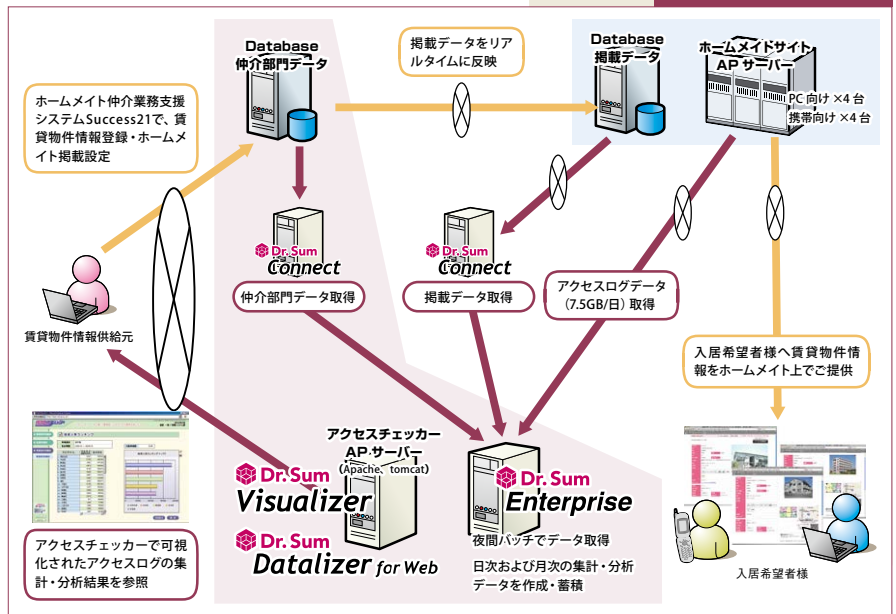 Database
仲介部門データ
掲載データをリア
ルタイムに反映
Database
掲載データ
ホームメイドサイト
APサーバー
PC向け×4台
携帯向け×4台
ホームメイト仲介業務支援
システムSuccess21で、賃
貸物件情報登録・ホームメ
イト掲載設定
Dr.Sum
Connect
仲介部門データ取得
Dr.Sum
Connect
掲載データ取得
アクセスログデータ
(7.5GB/日)取得
賃貸物件情報供給元
入居希望者様へ賃貸物件情
報をホームメイト上でご提供
アクセスチェッカー
APサーバー
(Apache、tomcat)
Dr.Sum
Visualizer
Dr.Sum
Datalizer for Web
Dr.Sum
Enterprise
夜間バッチでデータ取得
日次および月次の集計・分析
データを作成・蓄積
アクセスチェッカーで可視
化されたアクセスログの集
計・分析結果を参照
入居希望者様